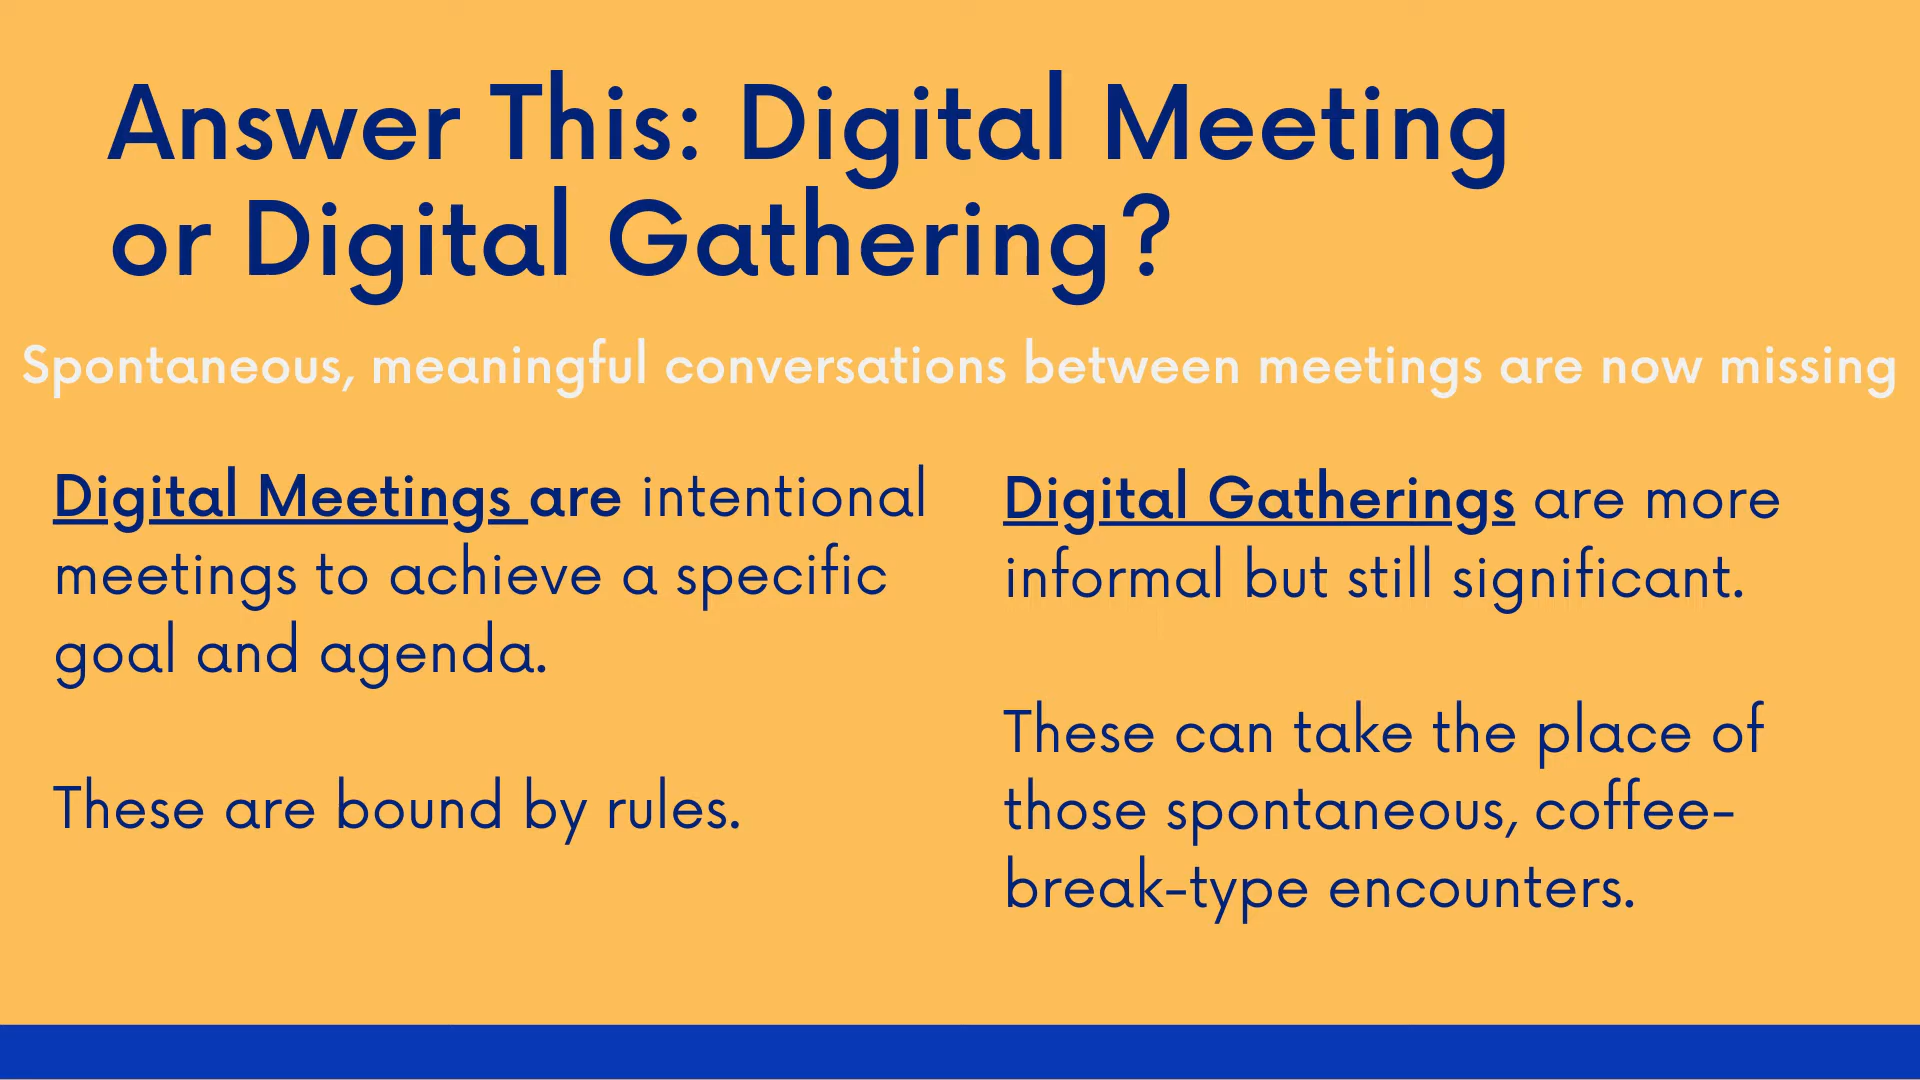 Answer This: Digital Meeting
or Digital Gathering?
Spontaneous, meaningful conversations between meetings are now missing
Digital Meetings are intentional
meetings to achieve a specific
goal and agenda.
These are bound by rules.
Digital Gatherings are more
informal but still significant.
These can take the place of
those spontaneous, coffee-
break-type encounters.